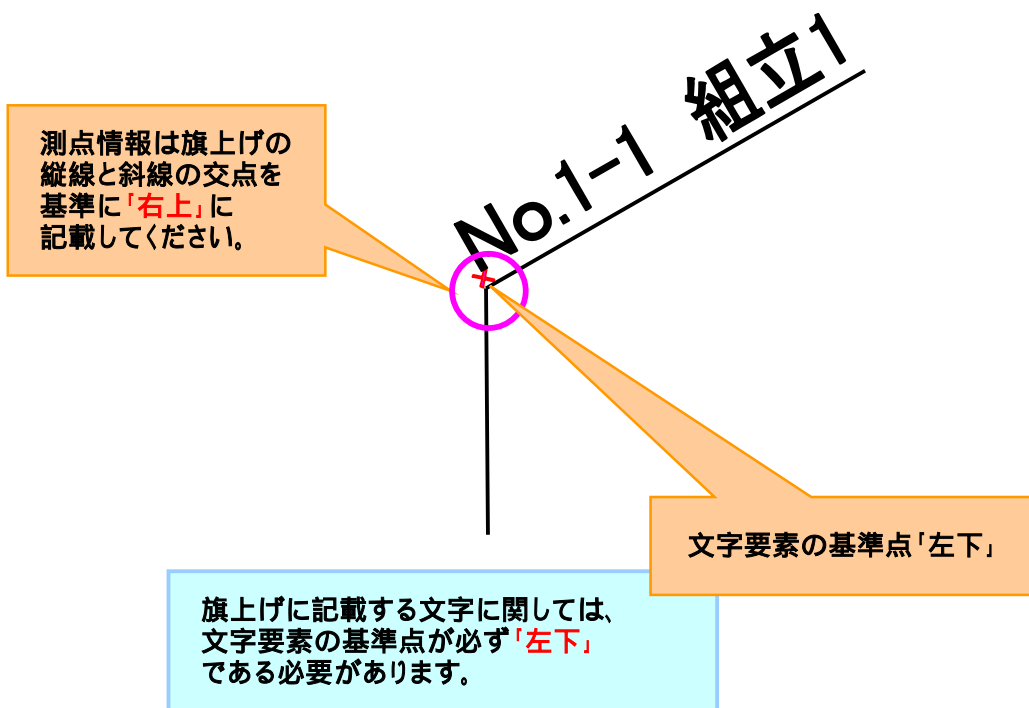 No.1-1 組立1
測点情報は旗上げの
縦線と斜線の交点を
基準に「右上」に
記載してください。
文字要素の基準点「左下」
旗上げに記載する文字に関しては、
文字要素の基準点が必ず「左下」
である必要があります。